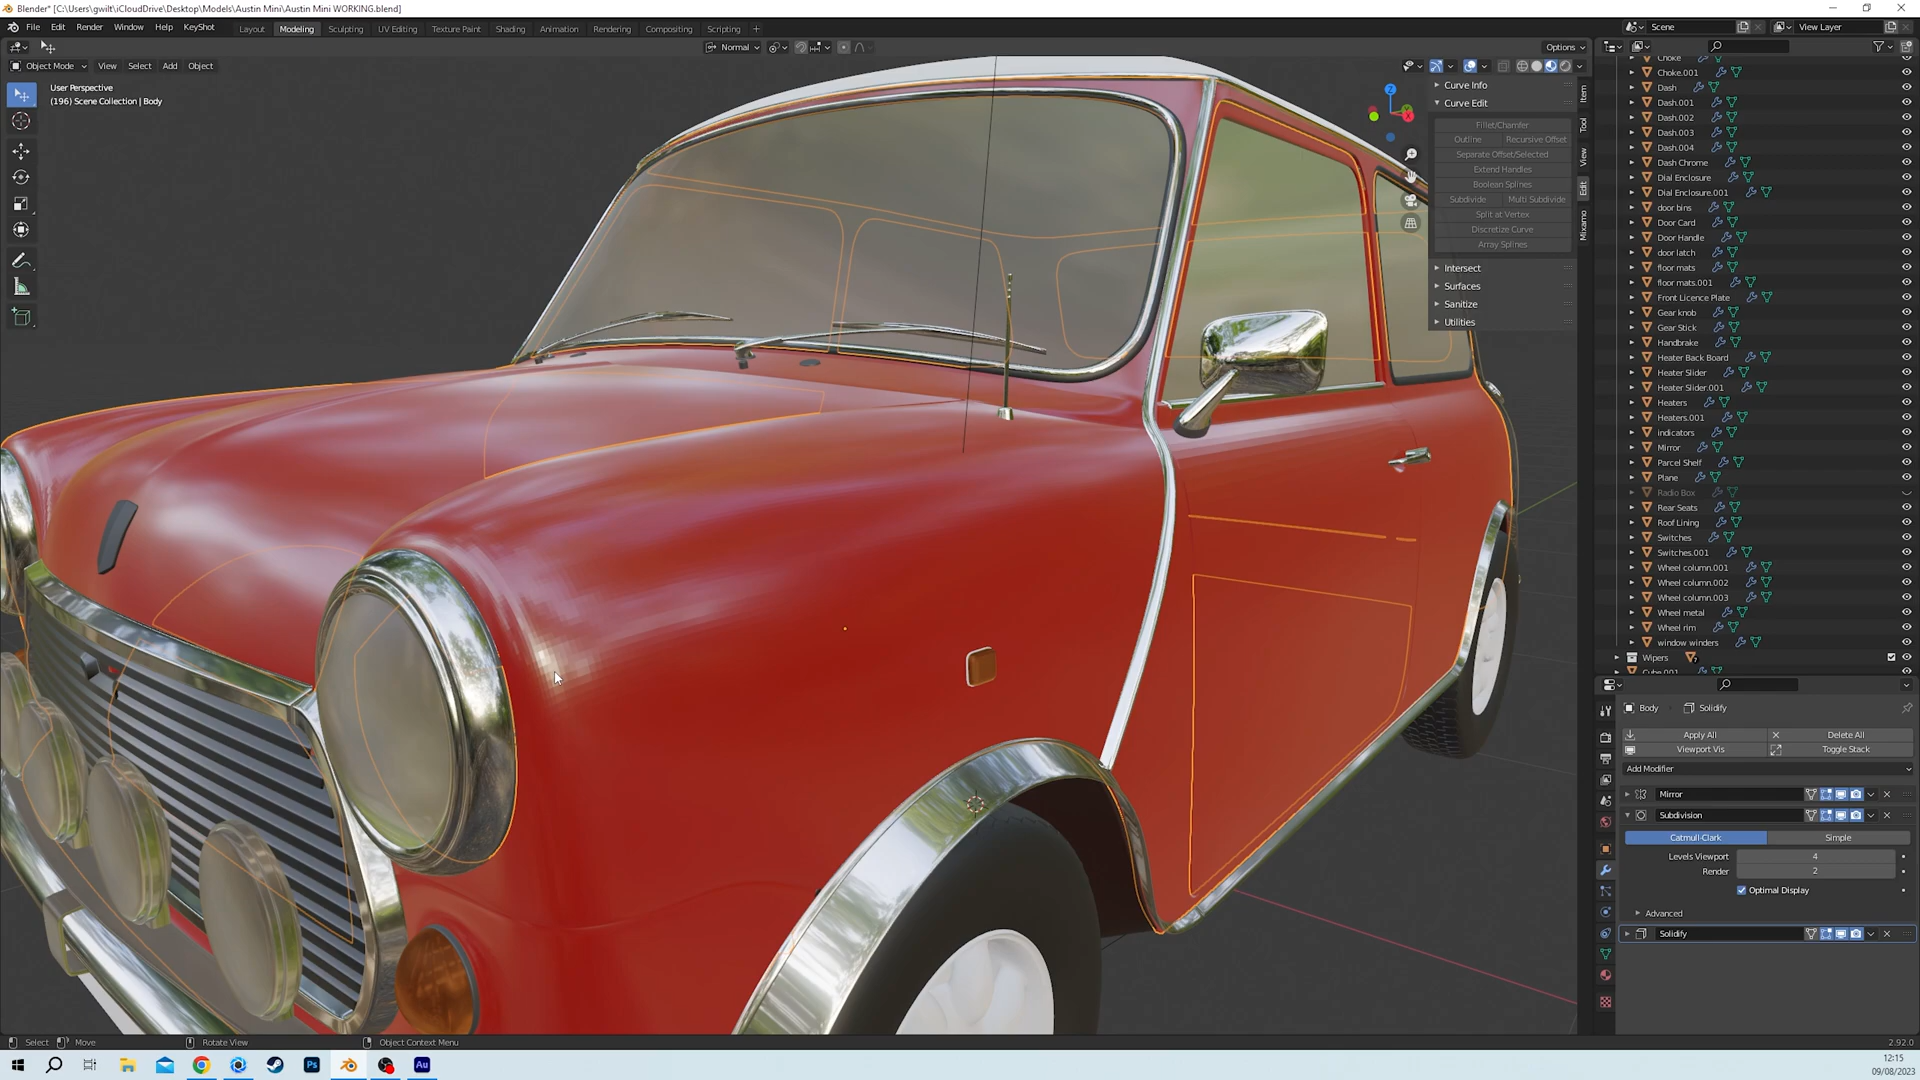 Blender* [C:\Users\gwilt\iCloudDrive\Desktop\Models\Austin Mini\Austin Mini WORKING.blend]
File Edit Render Window Help KeyShot
Layout Modeling Sculpting UV Editing Texture Paint Shading Animation Rendering Compositing Scripting +
Scene
View Layer
Normal
Options
Object Mode View Select Add Object
User Perspective
(196) Scene Collection | Body
Z
Curve Info
Curve Edit
Fillet/Chamfer
Outline Recursive Offset
Separate Offset/Selected
Extend Handles
Boolean Splines
Subdivide Multi Subdivide
Split at Vertex
Discretize Curve
Array Splines
Intersect
Surfaces
Sanitize
Utilities
Item
Tool
View
Edit
Mixamo
Choke
Choke.001
Dash
Dash.001
Dash.002
Dash.003
Dash.004
Dash Chrome
Dial Enclosure
Dial Enclosure.001
door bins
Door Card
Door Handle
door latch
floor mats
floor mats.001
Front Licence Plate
Gear knob
Gear Stick
Handbrake
Heater Back Board
Heater Slider
Heater Slider.001
Heaters
Heaters.001
indicators
Mirror
Parcel Shelf
Plane
Radio Box
Rear Seats
Roof Lining
Switches
Switches.001
Wheel column.001
Wheel column.002
Wheel column.003
Wheel metal
Wheel rim
window winders
Wipers
Cube.001
Body Solidify
Apply All Delete All
Viewport Vis Toggle Stack
Add Modifier
Mirror
Subdivision
Catmull-Clark Simple
Levels Viewport 4
Render 2
Optimal Display
Advanced
Solidify
Select Move Rotate View Object Context Menu
2.92.0
Ps
Au
12:15
09/08/2023